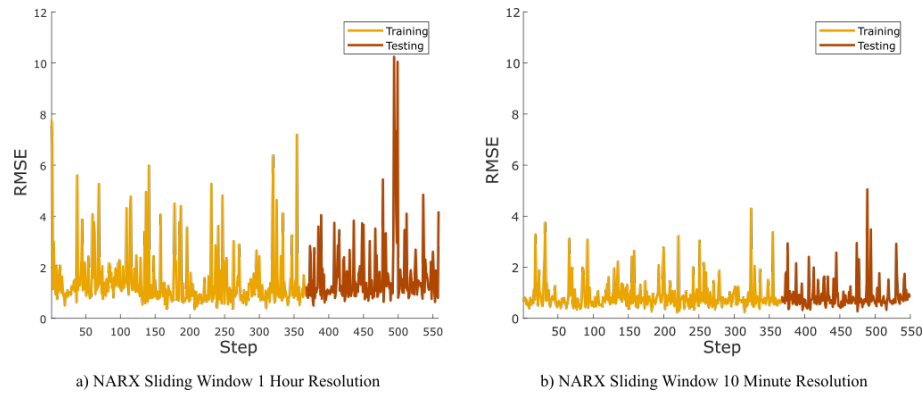 12
10
8
6
4
2
0
RMSE
Training
Testing
50 100 150 200 250 300 350 400 450 500 550
Step
a) NARX Sliding Window 1 Hour Resolution
12
10
8
6
4
2
0
RMSE
Training
Testing
50 100 150 200 250 300 350 400 450 500 550
Step
b) NARX Sliding Window 10 Minute Resolution